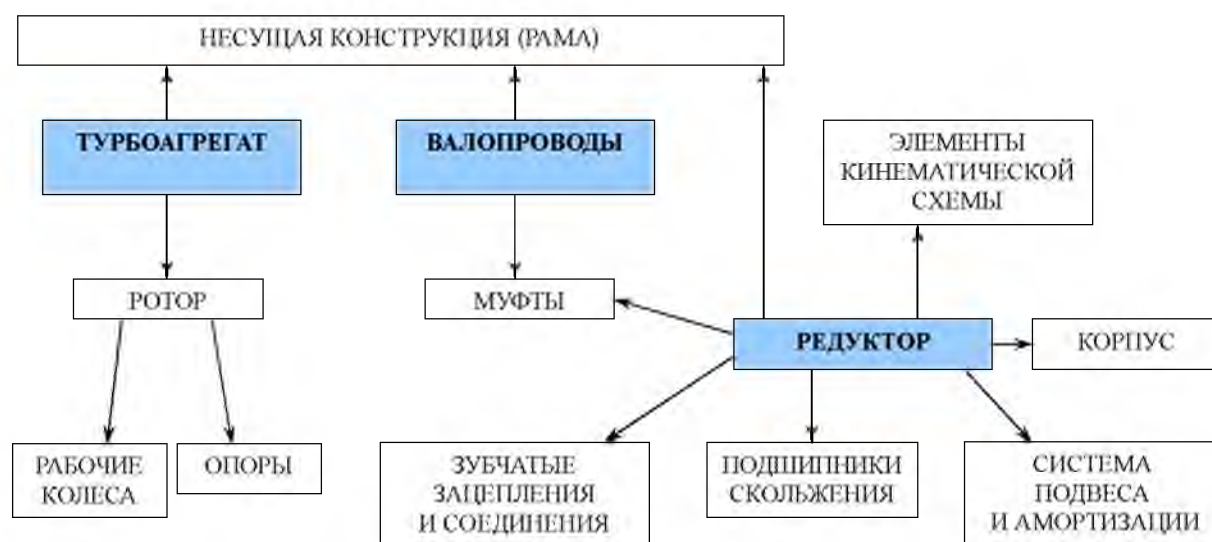 НЕСУЩАЯ КОНСТРУКЦИЯ (РАМА)
ТУРБОАГРЕГАТ
ВАЛОПРОВОДЫ
ЭЛЕМЕНТЫ
КИНЕМАТИЧЕСКОЙ
СХЕМЫ
РОТОР
МУФТЫ
РЕДУКТОР
КОРПУС
РАБОЧИЕ
КОЛЕСА
ОПОРЫ
ЗУБЧАТЫЕ
ЗАЦЕПЛЕНИЯ
И СОЕДИНЕНИЯ
ПОДШИПНИКИ
СКОЛЬЖЕНИЯ
СИСТЕМА
ПОДВЕСА
И АМОРТИЗАЦИИ